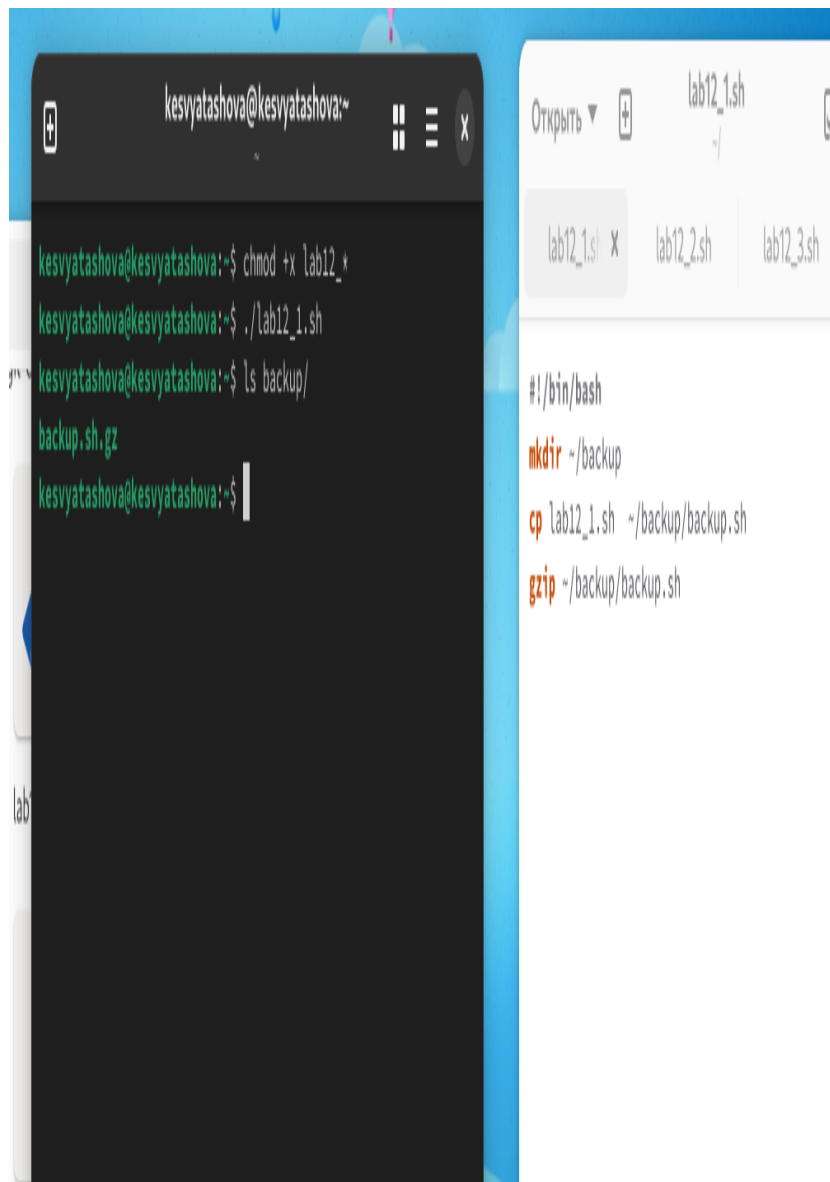 kesvyatashova@kesvyatashova:~
~
kesvyatashova@kesvyatashova:~$ chmod +x lab12_*
kesvyatashova@kesvyatashova:~$ ./lab12_1.sh
kesvyatashova@kesvyatashova:~$ ls backup/
backup.sh.gz
kesvyatashova@kesvyatashova:~$
lab
Открыть
lab12_1.sh
~/
lab12_1.s
lab12_2.sh
lab12_3.sh
#!/bin/bash
mkdir ~/backup
cp lab12_1.sh ~/backup/backup.sh
gzip ~/backup/backup.sh